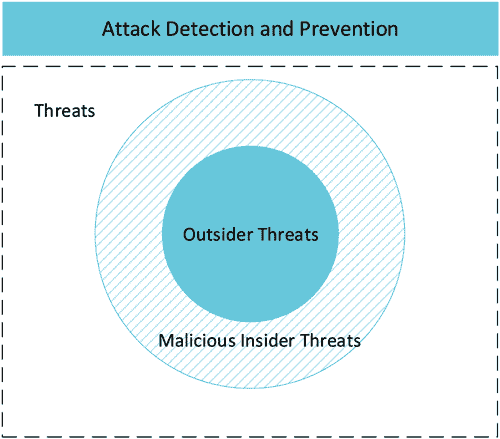 Attack Detection and Prevention
Threats
Outsider Threats
Malicious Insider Threats